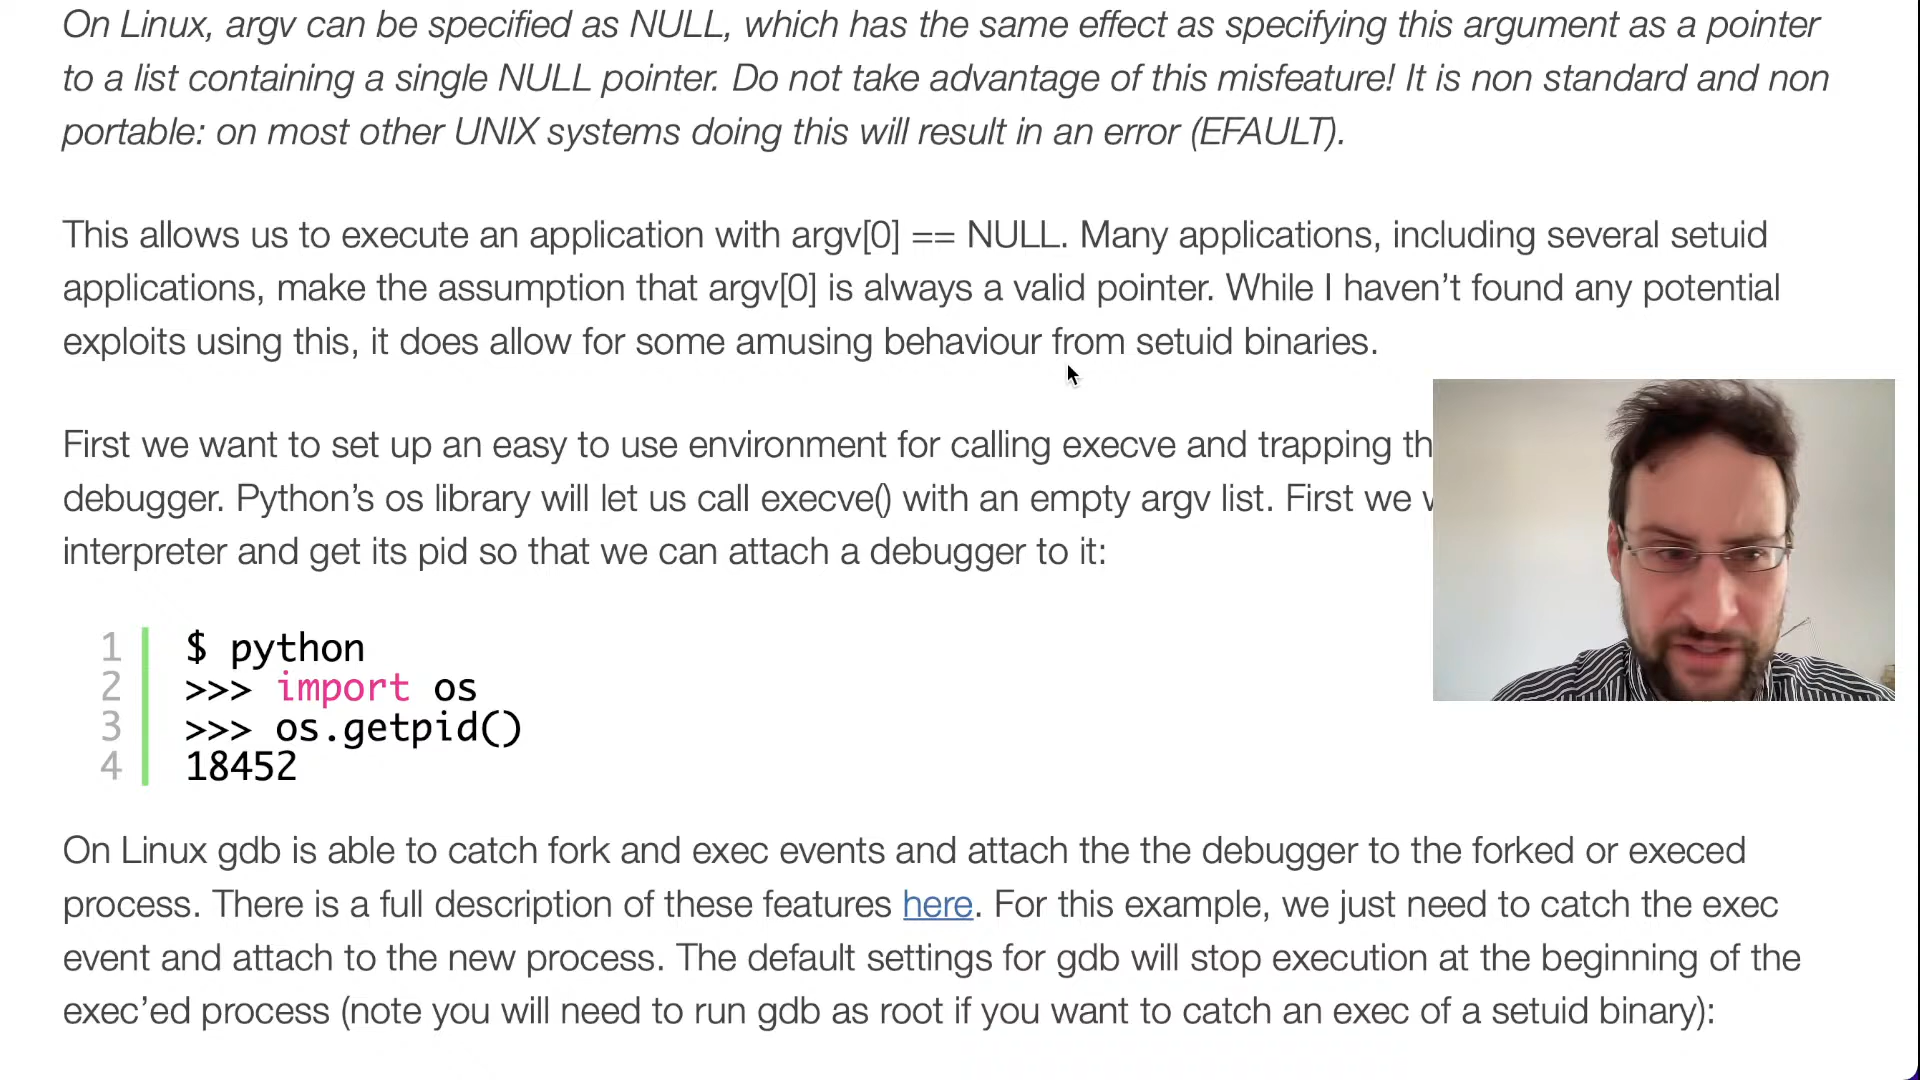 On Linux, argv can be specified as NULL, which has the same effect as specifying this argument as a pointer
to a list containing a single NULL pointer. Do not take advantage of this misfeature! It is non standard and non
portable: on most other UNIX systems doing this will result in an error (EFAULT).
This allows us to execute an application with argv[0] == NULL. Many applications, including several setuid
applications, make the assumption that argv[0] is always a valid pointer. While I haven’t found any potential
exploits using this, it does allow for some amusing behaviour from setuid binaries.
First we want to set up an easy to use environment for calling execve and trapping th
debugger. Python’s os library will let us call execve() with an empty argv list. First we
interpreter and get its pid so that we can attach a debugger to it:
1 $ python
2 >>> import os
3 >>> os.getpid()
4 18452
On Linux gdb is able to catch fork and exec events and attach the the debugger to the forked or execed
process. There is a full description of these features here. For this example, we just need to catch the exec
event and attach to the new process. The default settings for gdb will stop execution at the beginning of the
exec’ed process (note you will need to run gdb as root if you want to catch an exec of a setuid binary):